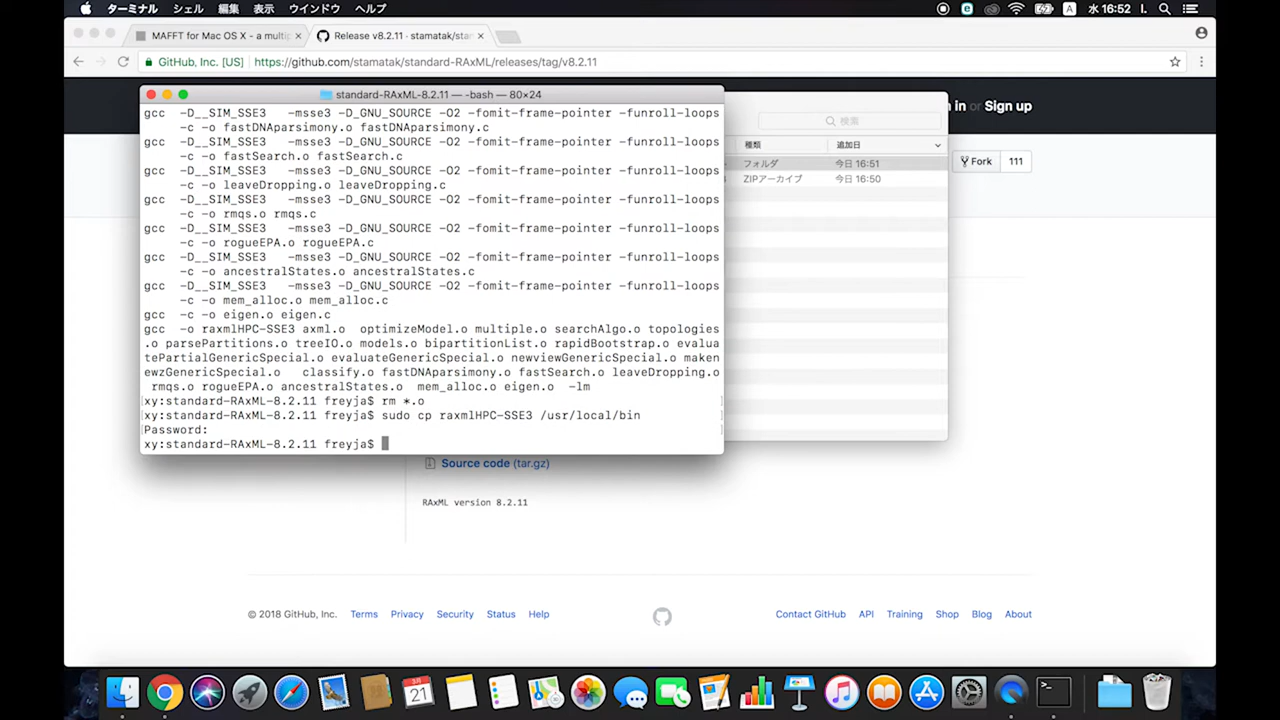 ターミナル シェル 編集 表示 ウインドウ ヘルプ
A 水 16:52 I.
MAFFT for Mac OS X - a multip
Release v8.2.11 · stamatak/stan
GitHub, Inc. [US] https://github.com/stamatak/standard-RAxML/releases/tag/v8.2.11
in or Sign up
Fork 111
standard-RAxML-8.2.11 — -bash — 80×24
gcc -D__SIM_SSE3 -msse3 -D_GNU_SOURCE -O2 -fomit-frame-pointer -funroll-loops
-c -o fastDNAparsimony.o fastDNAparsimony.c
gcc -D__SIM_SSE3 -msse3 -D_GNU_SOURCE -O2 -fomit-frame-pointer -funroll-loops
-c -o fastSearch.o fastSearch.c
gcc -D__SIM_SSE3 -msse3 -D_GNU_SOURCE -O2 -fomit-frame-pointer -funroll-loops
-c -o leaveDropping.o leaveDropping.c
gcc -D__SIM_SSE3 -msse3 -D_GNU_SOURCE -O2 -fomit-frame-pointer -funroll-loops
-c -o rmqs.o rmqs.c
gcc -D__SIM_SSE3 -msse3 -D_GNU_SOURCE -O2 -fomit-frame-pointer -funroll-loops
-c -o rogueEPA.o rogueEPA.c
gcc -D__SIM_SSE3 -msse3 -D_GNU_SOURCE -O2 -fomit-frame-pointer -funroll-loops
-c -o ancestralStates.o ancestralStates.c
gcc -D__SIM_SSE3 -msse3 -D_GNU_SOURCE -O2 -fomit-frame-pointer -funroll-loops
-c -o mem_alloc.o mem_alloc.c
gcc -c -o eigen.o eigen.c
gcc -o raxmlHPC-SSE3 axml.o optimizeModel.o multiple.o searchAlgo.o topologies
.o parsePartitions.o treeIO.o models.o bipartitionList.o rapidBootstrap.o evalua
tePartialGenericSpecial.o evaluateGenericSpecial.o newviewGenericSpecial.o maken
ewzGenericSpecial.o classify.o fastDNAparsimony.o fastSearch.o leaveDropping.o
rmqs.o rogueEPA.o ancestralStates.o mem_alloc.o eigen.o -lm
xy:standard-RAxML-8.2.11 freyja$ rm *.o
xy:standard-RAxML-8.2.11 freyja$ sudo cp raxmlHPC-SSE3 /usr/local/bin
Password:
xy:standard-RAxML-8.2.11 freyja$
検索
種類 追加日
フォルダ 今日 16:51
ZIPアーカイブ 今日 16:50
Source code (tar.gz)
RAxML version 8.2.11
© 2018 GitHub, Inc. Terms Privacy Security Status Help
Contact GitHub API Training Shop Blog About
21